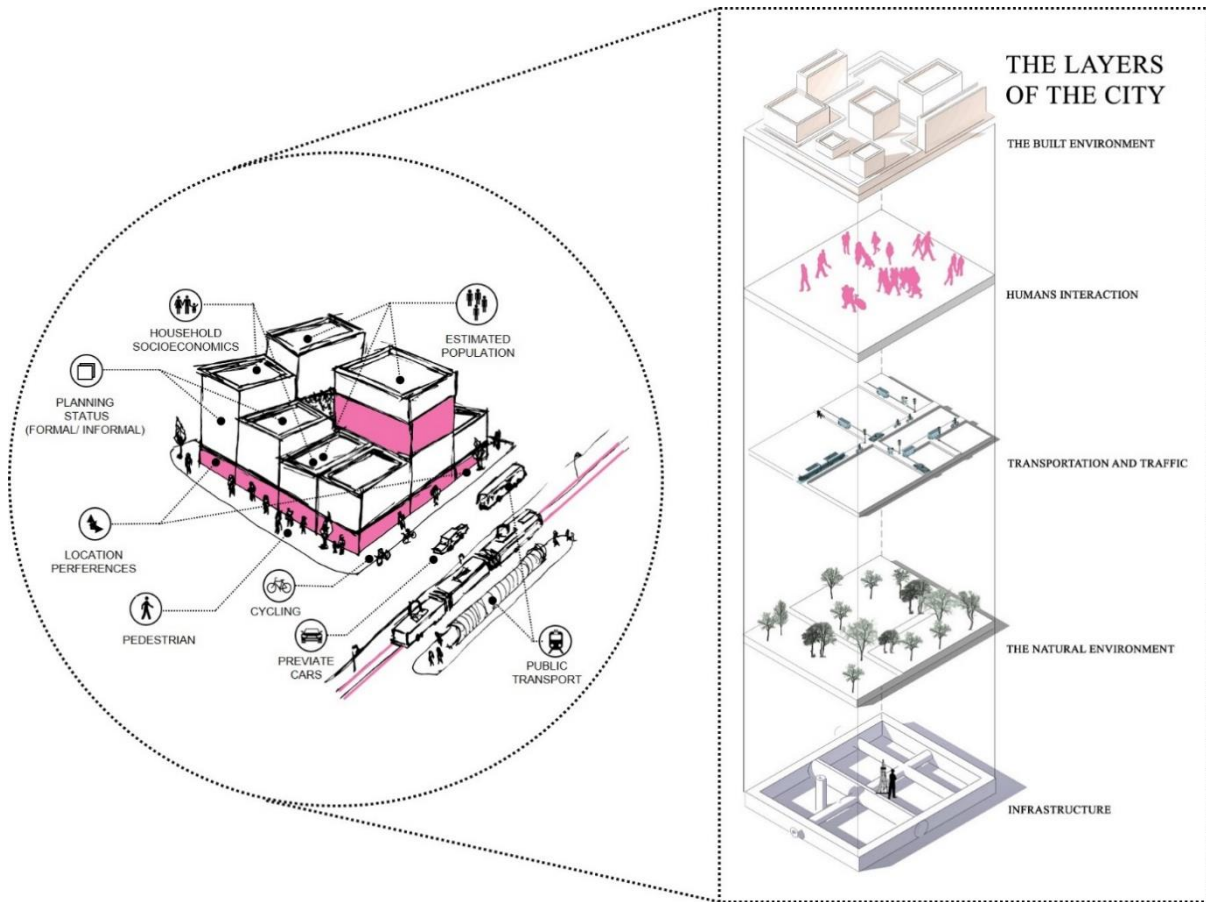 HOUSEHOLD
SOCIOECONOMICS
ESTIMATED
POPULATION
PLANNING
STATUS
(FORMAL/ INFORMAL)
LOCATION
PERFERENCES
CYCLING
PEDESTRIAN
PREVIATE
CARS
PUBLIC
TRANSPORT
THE LAYERS
OF THE CITY
THE BUILT ENVIRONMENT
HUMANS INTERACTION
TRANSPORTATION AND TRAFFIC
THE NATURAL ENVIRONMENT
INFRASTRUCTURE